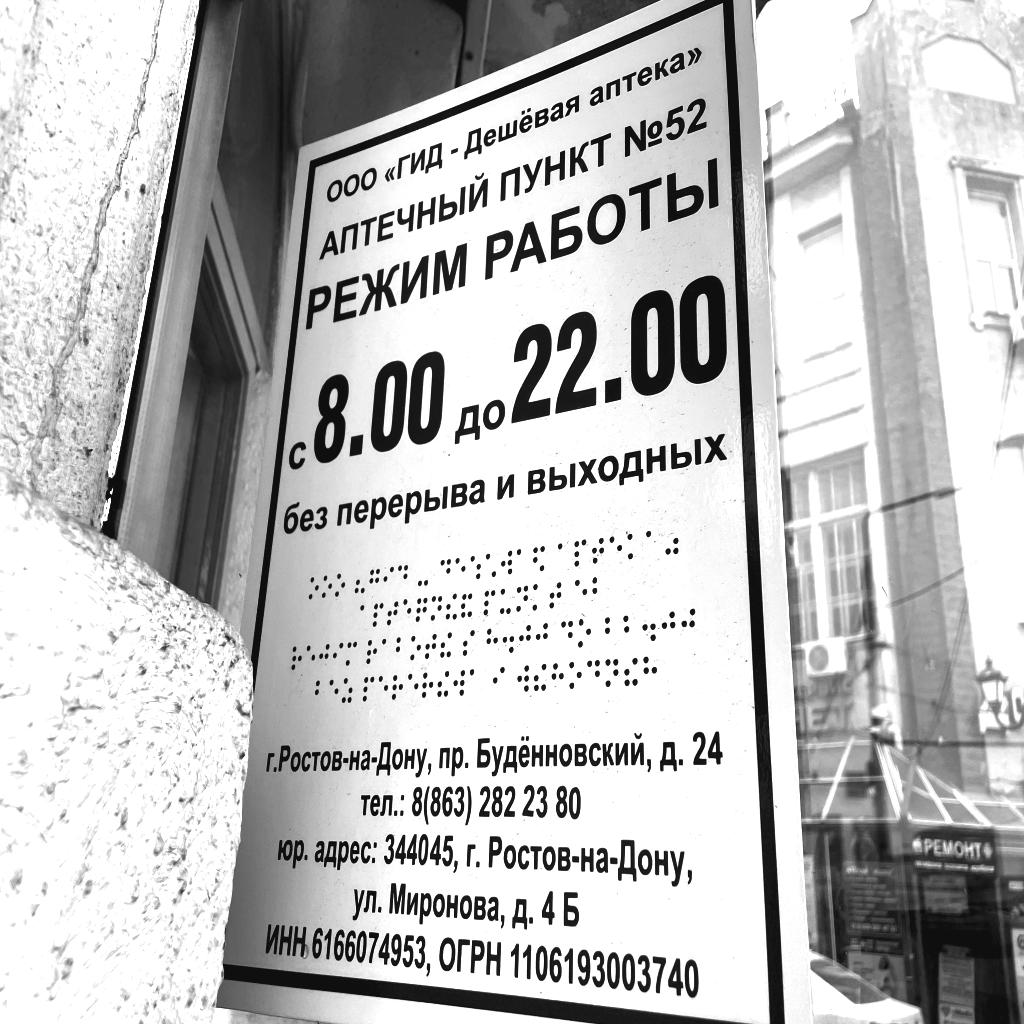 ООО «ГИД - Дешёвая аптека»
АПТЕЧНЫЙ ПУНКТ №52
РЕЖИМ РАБОТЫ
с 8.00 до 22.00
без перерыва и выходных
г.Ростов-на-Дону, пр. Будённовский, д. 24
тел.: 8(863) 282 23 80
юр. адрес: 344045, г. Ростов-на-Дону,
ул. Миронова, д. 4 Б
ИНН 6166074953, ОГРН 1106193003740
РЕМОНТ